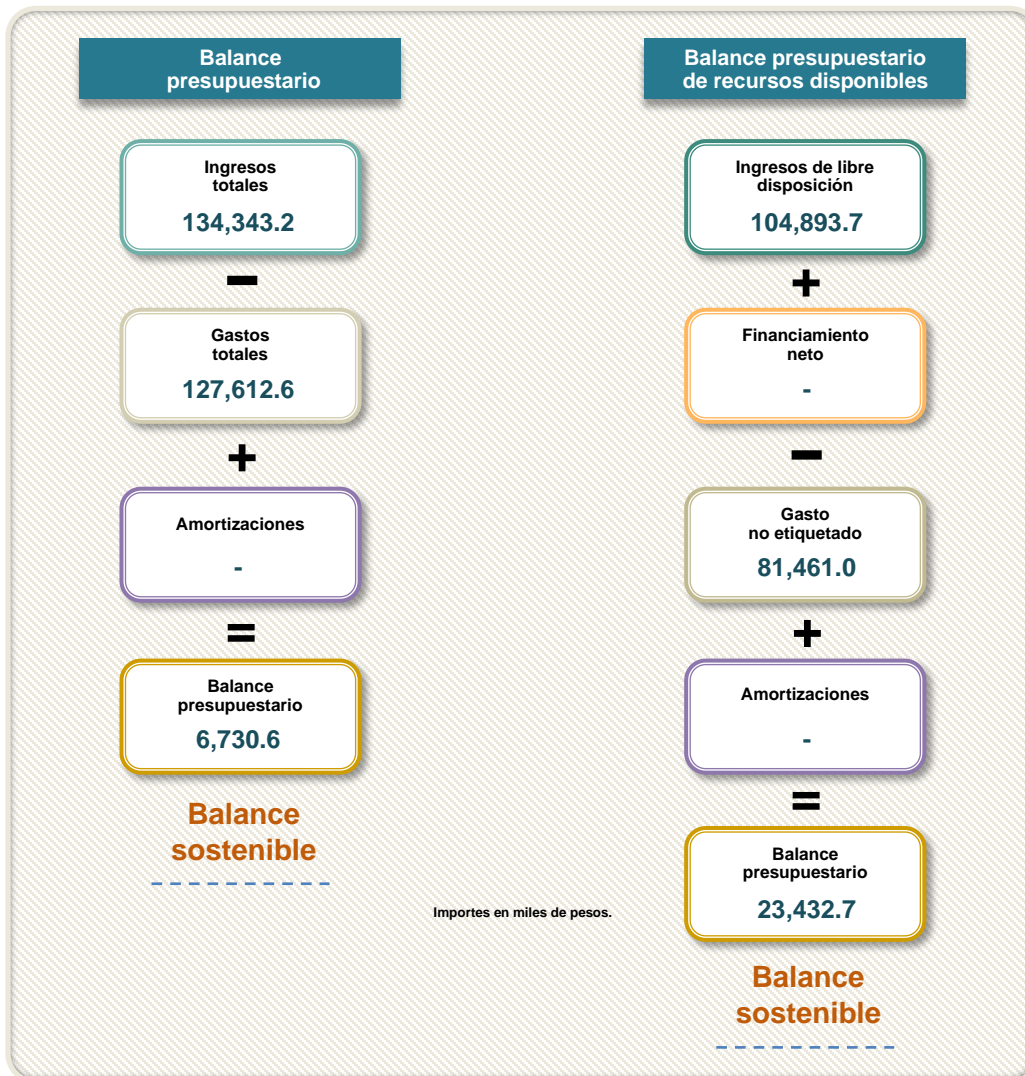 Balance
presupuestario
Ingresos
totales
134,343.2
–
Gastos
totales
127,612.6
+
Amortizaciones
-
=
Balance
presupuestario
6,730.6
Balance
sostenible
Balance presupuestario
de recursos disponibles
Ingresos de libre
disposición
104,893.7
+
Financiamiento
neto
-
–
Gasto
no etiquetado
81,461.0
+
Amortizaciones
-
=
Balance
presupuestario
23,432.7
Balance
sostenible
Importes en miles de pesos.